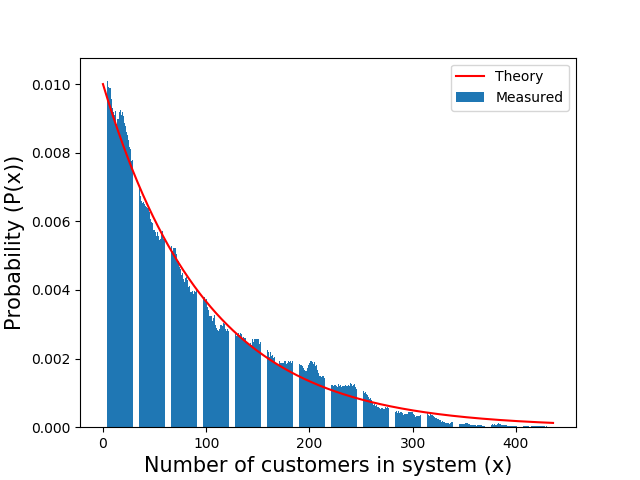 Theory
Measured
0.010
0.008
0.006
0.004
0.002
0.000
Probability (P(x))
0
100
200
300
400
Number of customers in system (x)